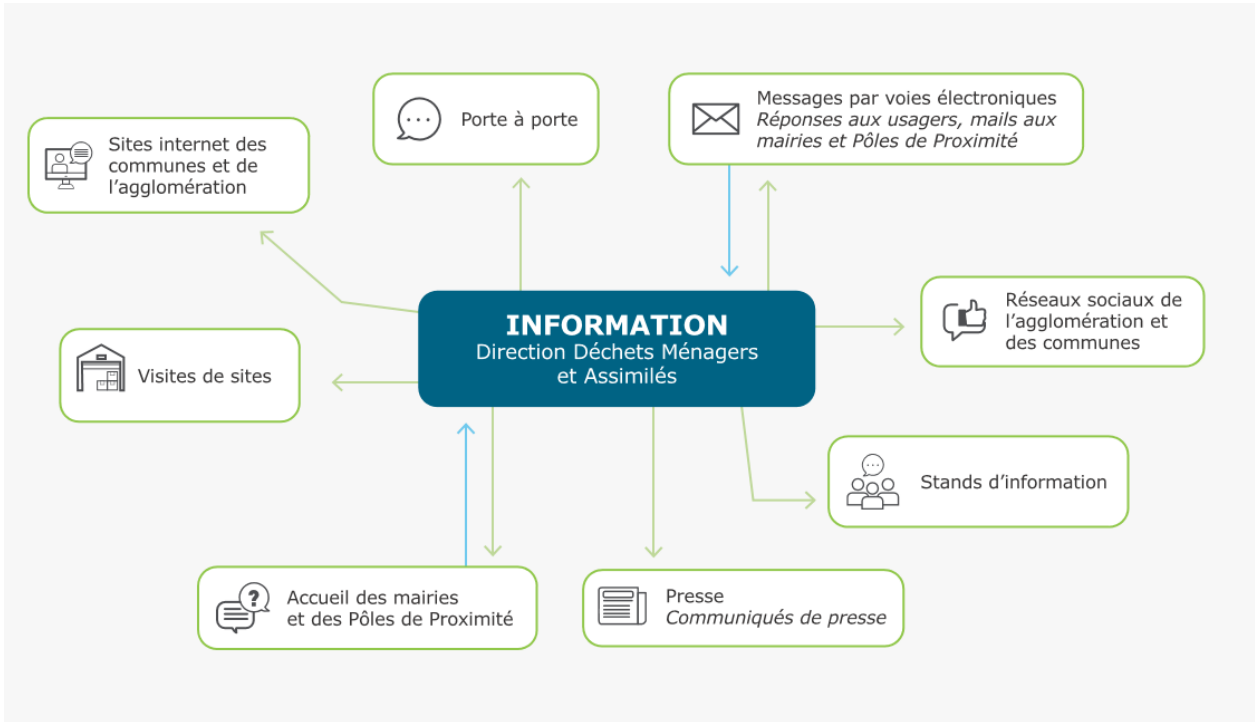 Porte à porte
Messages par voies électroniques
Réponses aux usagers, mails aux
mairies et Pôles de Proximité
Sites internet des
communes et de
l’agglomération
INFORMATION
Direction Déchets Ménagers
et Assimilés
Réseaux sociaux de
l’agglomération et
des communes
Visites de sites
Stands d’information
?
Accueil des mairies
et des Pôles de Proximité
Presse
Communiqués de presse